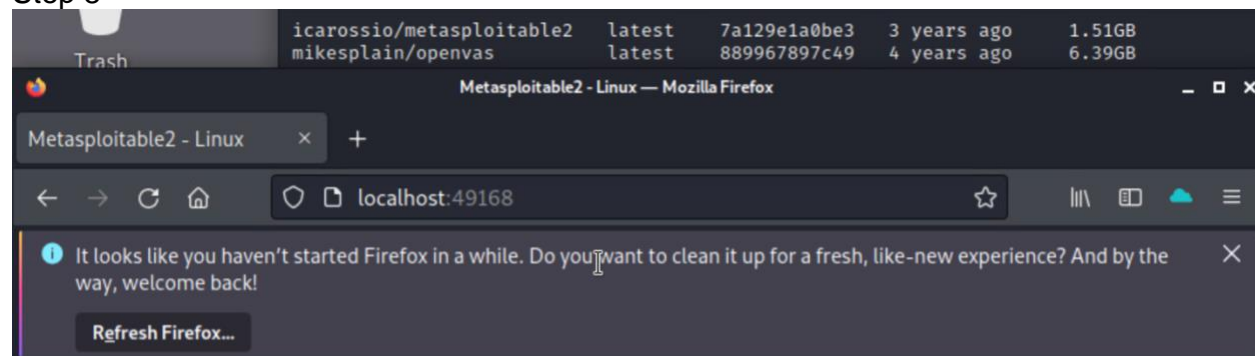 icarossio/metasploitable2 latest 7a129e1a0be3 3 years ago 1.51GB
Trash
mikesplain/openvas latest 889967897c49 4 years ago 6.39GB
Metasploitable2 - Linux — Mozilla Firefox
Metasploitable2 - Linux
localhost:49168
It looks like you haven't started Firefox in a while. Do you want to clean it up for a fresh, like-new experience? And by the
way, welcome back!
Refresh Firefox...